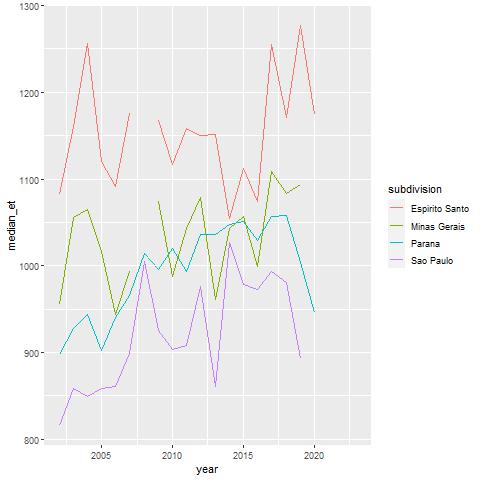 1300
1200
1100
1000
900
800
median_et
2005
2010
2015
2020
year
subdivision
Espirito Santo
Minas Gerais
Parana
Sao Paulo